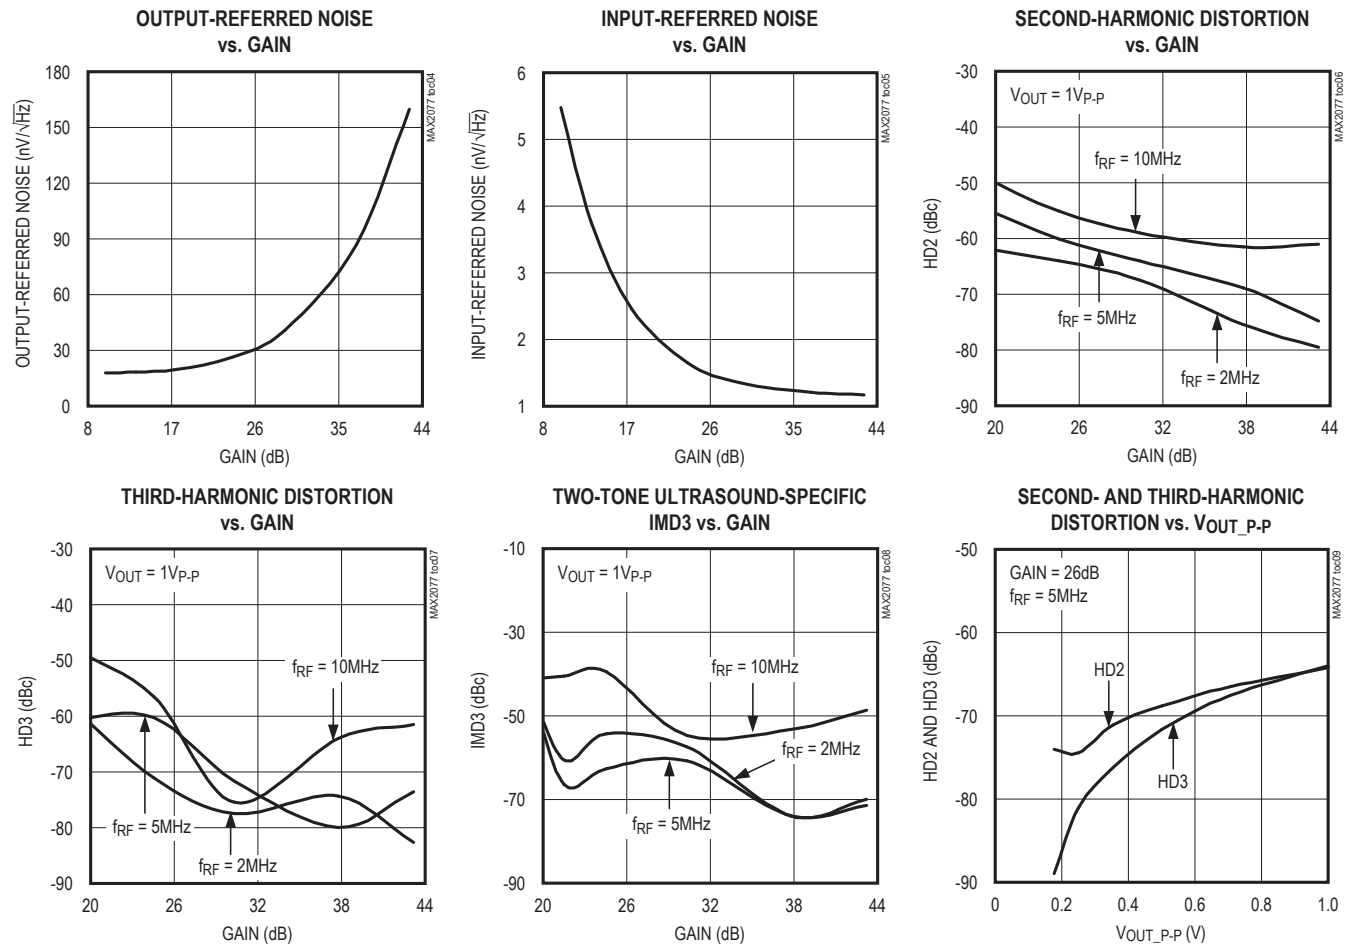 OUTPUT-REFERRED NOISE
vs. GAIN
180
150
120
90
60
30
0
OUTPUT-REFERRED NOISE (nV/√Hz)
8
17
26
35
44
GAIN (dB)
MAX2077 toc04
INPUT-REFERRED NOISE
vs. GAIN
6
5
4
3
2
1
INPUT-REFERRED NOISE (nV/√Hz)
8
17
26
35
44
GAIN (dB)
MAX2077 toc05
SECOND-HARMONIC DISTORTION
vs. GAIN
-30
-40
-50
-60
-70
-80
-90
HD2 (dBc)
VOUT = 1VP-P
fRF = 10MHz
fRF = 5MHz
fRF = 2MHz
20
26
32
38
44
GAIN (dB)
MAX2077 toc06
THIRD-HARMONIC DISTORTION
vs. GAIN
-30
-40
-50
-60
-70
-80
-90
HD3 (dBc)
VOUT = 1VP-P
fRF = 10MHz
fRF = 5MHz
fRF = 2MHz
20
26
32
38
44
GAIN (dB)
MAX2077 toc07
TWO-TONE ULTRASOUND-SPECIFIC
IMD3 vs. GAIN
-10
-30
-50
-70
-90
IMD3 (dBc)
VOUT = 1VP-P
fRF = 10MHz
fRF = 2MHz
fRF = 5MHz
20
26
32
38
44
GAIN (dB)
MAX2077 toc08
SECOND- AND THIRD-HARMONIC
DISTORTION vs. VOUT_P-P
-50
-60
-70
-80
-90
HD2 AND HD3 (dBc)
GAIN = 26dB
fRF = 5MHz
HD2
HD3
0
0.2
0.4
0.6
0.8
1.0
VOUT_P-P (V)
MAX2077 toc09